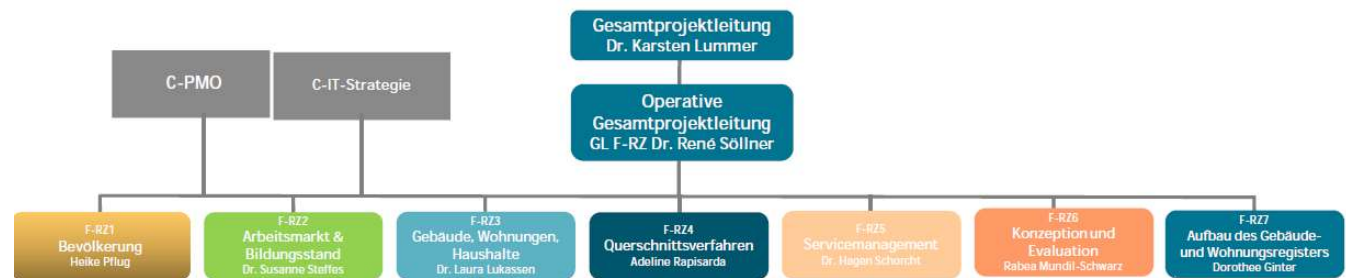 Gesamtprojektleitung
Dr. Karsten Lummer
C-PMO
C-IT-Strategie
Operative
Gesamtprojektleitung
GL F-RZ Dr. René Söllner
F-RZ1
Bevölkerung
Heike Pflug
F-RZ2
Arbeitsmarkt &
Bildungsstand
Dr. Susanne Steffes
F-RZ3
Gebäude, Wohnungen,
Haushalte
Dr. Laura Lukassen
F-RZ4
Querschnittsverfahren
Adeline Rapisarda
F-RZ5
Servicemanagement
Dr. Hagen Schorcht
F-RZ6
Konzeption und
Evaluation
Rabea Mundil-Schwarz
F-RZ7
Aufbau des Gebäude-
und Wohnungsregisters
Dorothee Ginter